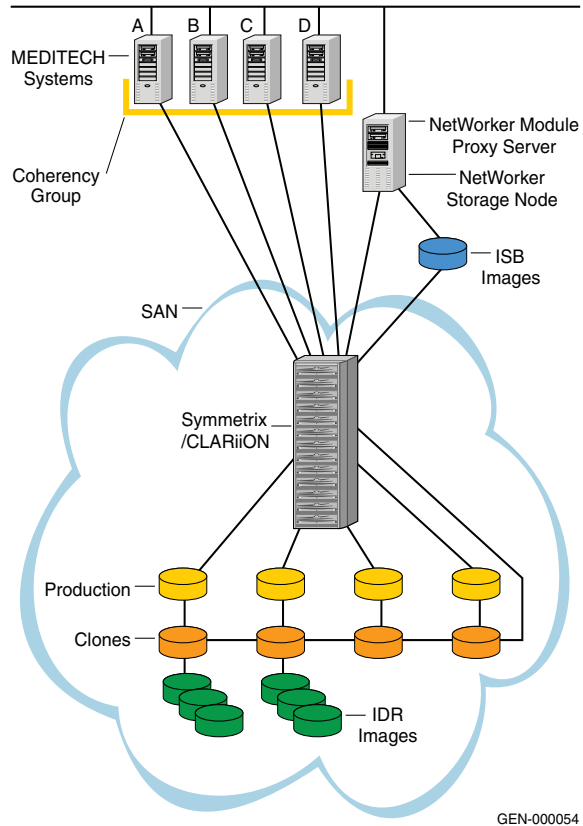 A
B
C
D
MEDITECH
Systems
NetWorker Module
Proxy Server
Coherency
Group
NetWorker
Storage Node
ISB
Images
SAN
Symmetrix
/CLARiiON
Production
Clones
IDR
Images
GEN-000054